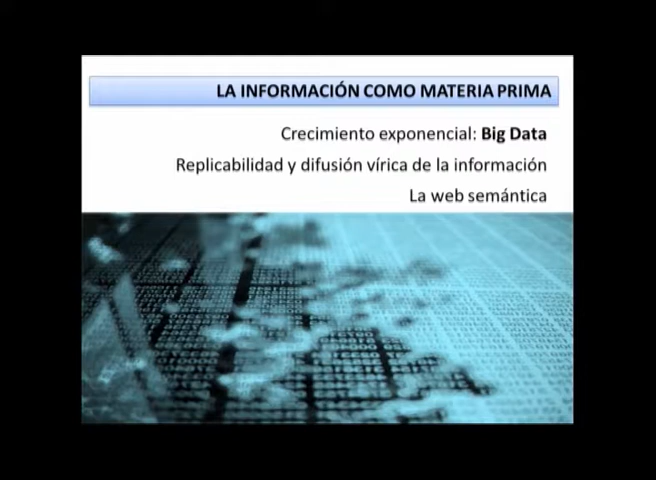 LA INFORMACIÓN COMO MATERIA PRIMA
Crecimiento exponencial: Big Data
Replicabilidad y difusión vírica de la información
La web semántica